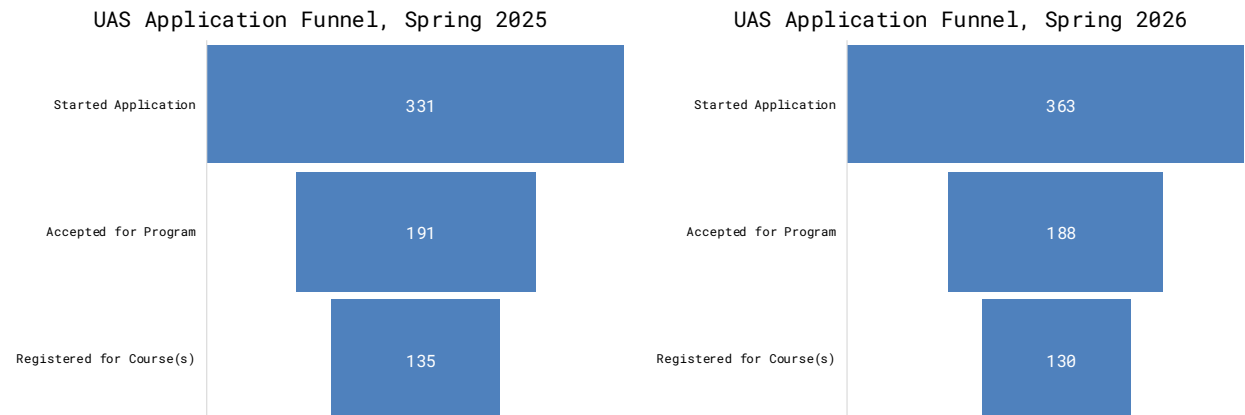 UAS Application Funnel, Spring 2025
Started Application
331
Accepted for Program
191
Registered for Course(s)
135
UAS Application Funnel, Spring 2026
Started Application
363
Accepted for Program
188
Registered for Course(s)
130